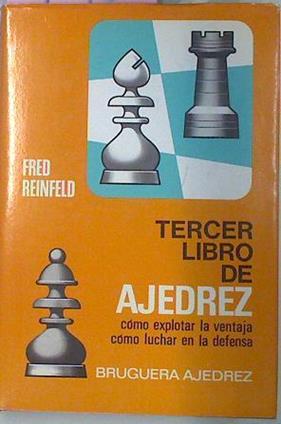 FRED
REINFELD
TERCER
LIBRO
DE
AJEDREZ
cómo explotar la ventaja
cómo luchar en la defensa
BRUGUERA AJEDREZ